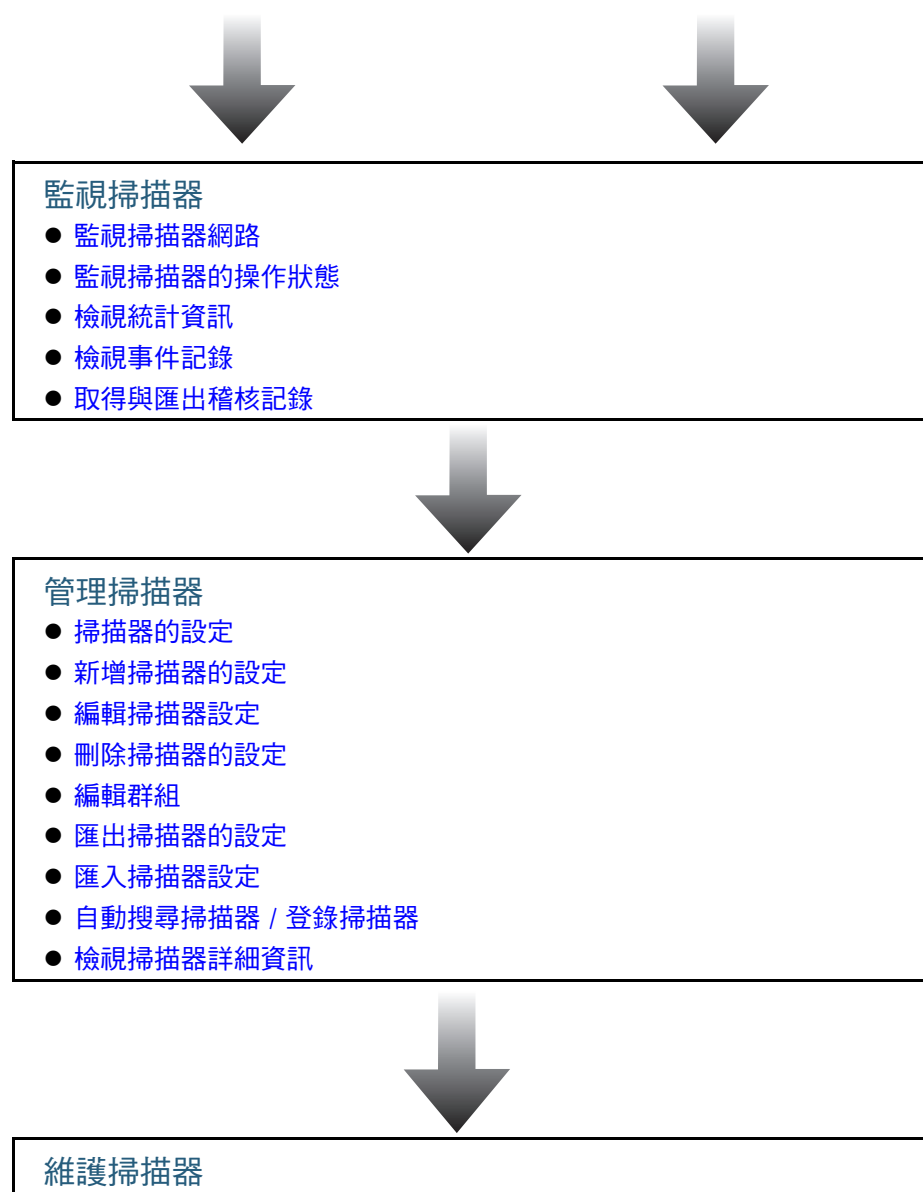 監視掃描器
● 監視掃描器網路
● 監視掃描器的操作狀態
● 檢視統計資訊
● 檢視事件記錄
● 取得與匯出稽核記錄
管理掃描器
● 掃描器的設定
● 新增掃描器的設定
● 編輯掃描器設定
● 刪除掃描器的設定
● 編輯群組
● 匯出掃描器的設定
● 匯入掃描器設定
● 自動搜尋掃描器 / 登錄掃描器
● 檢視掃描器詳細資訊
維護掃描器